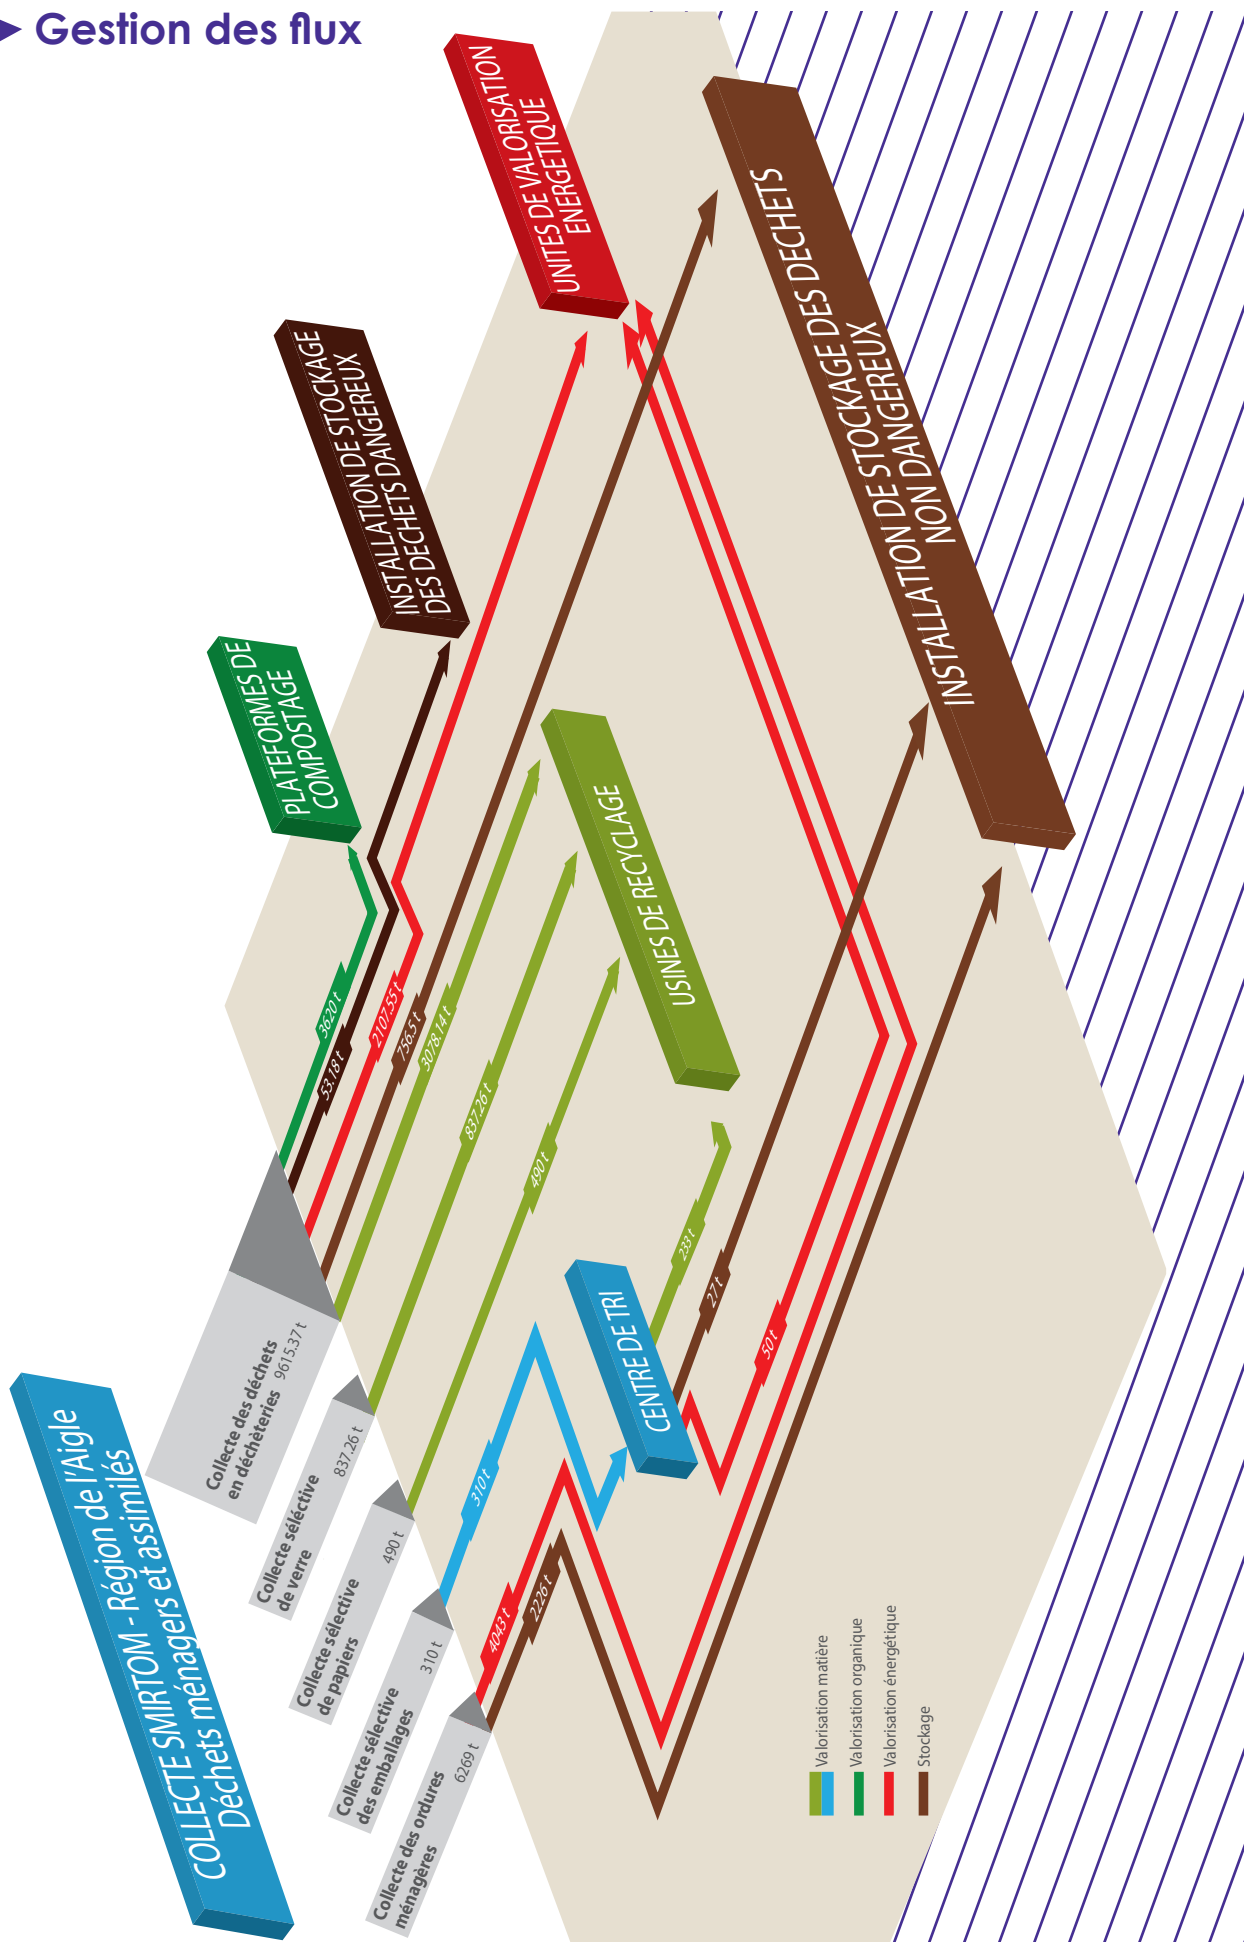 Gestion des flux
COLLECTE SMIRTOM - Région de l'Aigle
Déchets ménagers et assimilés
Collecte des déchets
en déchèteries 9615.37 t
Collecte séléctive
de verre
837.26 t
Collecte sélective
de papiers
490 t
Collecte sélective
des emballages
310 t
Collecte des ordures
ménagères
6269 t
3620 t
53.18 t
2107.55 t
756.5 t
3078.14 t
837.26 t
490 t
310 t
4043 t
2226 t
233 t
27 t
50 t
CENTRE DE TRI
USINES DE RECYCLAGE
PLATEFORMES DE
COMPOSTAGE
INSTALLATION DE STOCKAGE
DES DECHETS DANGEREUX
UNITES DE VALORISATION
ENERGETIQUE
INSTALLATION DE STOCKAGE DES DECHETS
NON DANGEREUX
Valorisation matière
Valorisation organique
Valorisation énergétique
Stockage